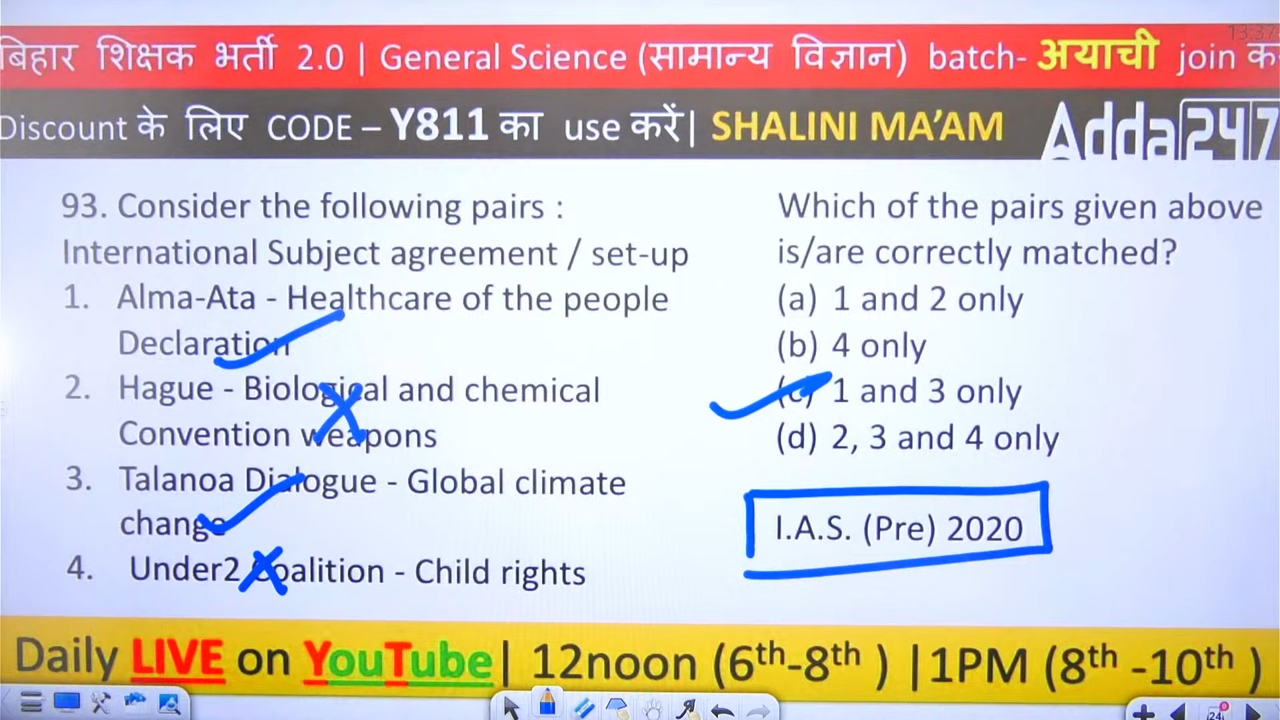 13:37
बिहार शिक्षक भर्ती 2.0 | General Science (सामान्य विज्ञान) batch- अयाची join क
Discount के लिए CODE – Y811 का use करें| SHALINI MA'AM Adda247
93. Consider the following pairs :
International Subject agreement / set-up
1. Alma-Ata - Healthcare of the people
Declaration
2. Hague - Biological and chemical
Convention weapons
3. Talanoa Dialogue - Global climate
change
4. Under2 Coalition - Child rights
Which of the pairs given above
is/are correctly matched?
(a) 1 and 2 only
(b) 4 only
(c) 1 and 3 only
(d) 2, 3 and 4 only
I.A.S. (Pre) 2020
Daily LIVE on YouTube| 12noon (6th-8th ) |1PM (8th -10th )